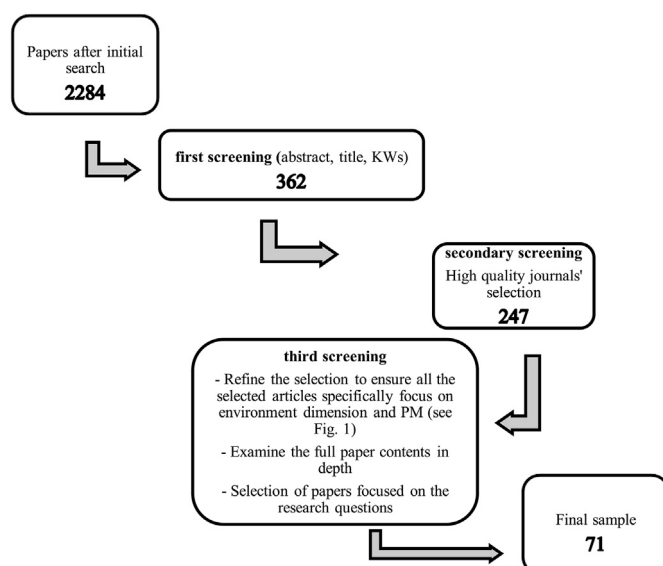 Papers after initial
search
2284
first screening (abstract, title, KWs)
362
secondary screening
High quality journals'
selection
247
third screening
- Refine the selection to ensure all the
selected articles specifically focus on
environment dimension and PM (see
Fig. 1)
- Examine the full paper contents in
depth
- Selection of papers focused on the
research questions
Final sample
71